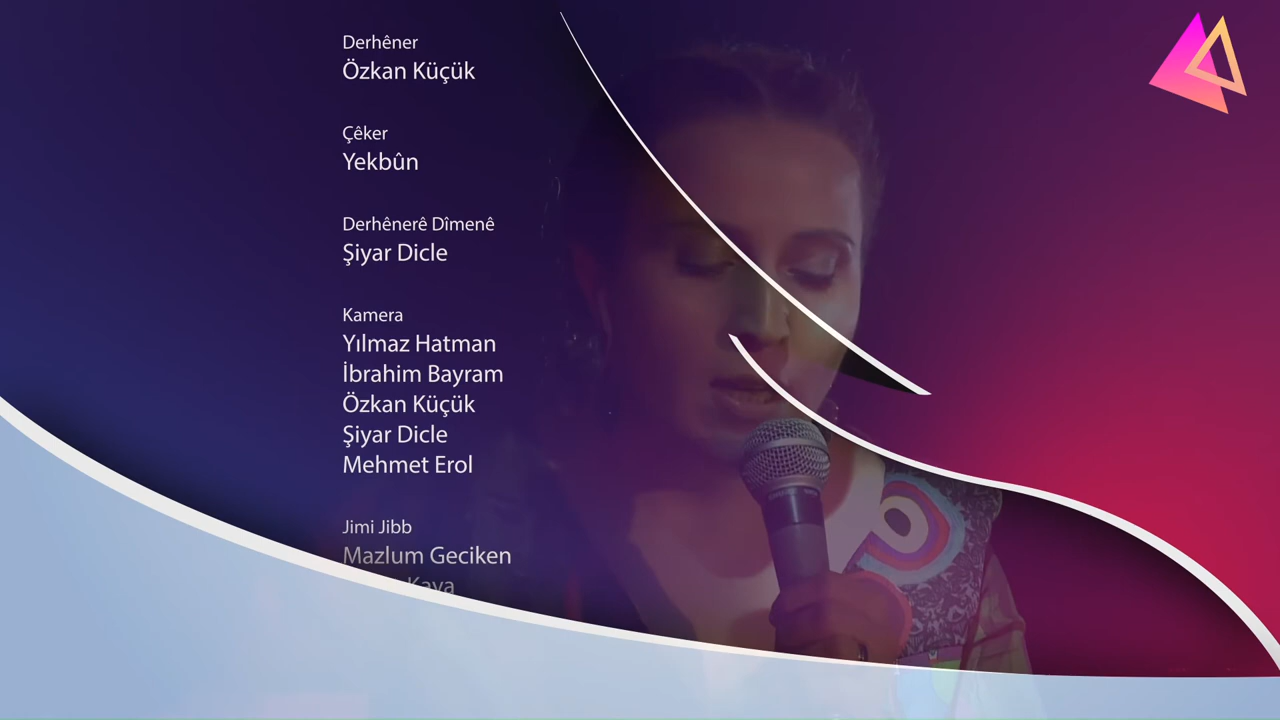 Derhêner
Özkan Küçük
Çêker
Yekbûn
Derhênerê Dîmenê
Şiyar Dicle
Kamera
Yılmaz Hatman
İbrahim Bayram
Özkan Küçük
Şiyar Dicle
Mehmet Erol
Jimi Jibb
Mazlum Geciken
Kaya